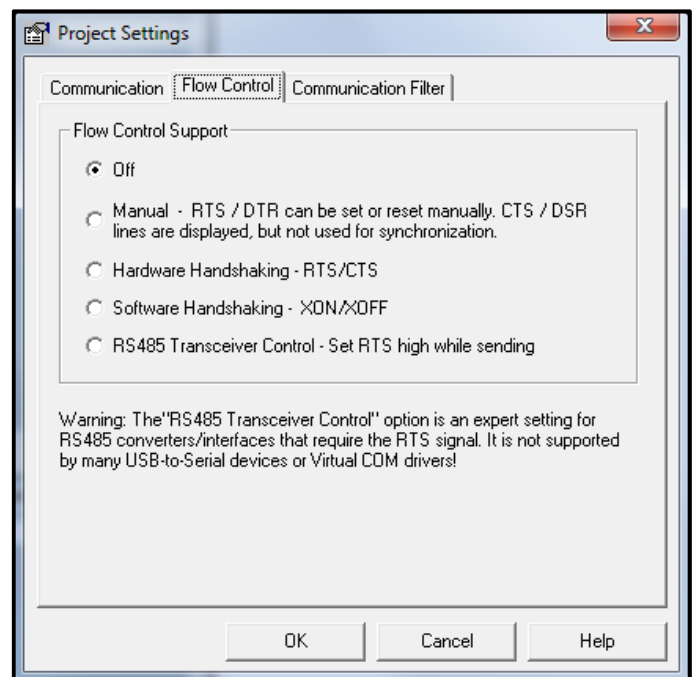 Project Settings
X
Communication Flow Control Communication Filter
Flow Control Support
Off
Manual - RTS / DTR can be set or reset manually. CTS / DSR
lines are displayed, but not used for synchronization.
Hardware Handshaking - RTS/CTS
Software Handshaking - XON/XOFF
RS485 Transceiver Control - Set RTS high while sending
Warning: The"RS485 Transceiver Control" option is an expert setting for
RS485 converters/interfaces that require the RTS signal. It is not supported
by many USB-to-Serial devices or Virtual COM drivers!
OK Cancel Help